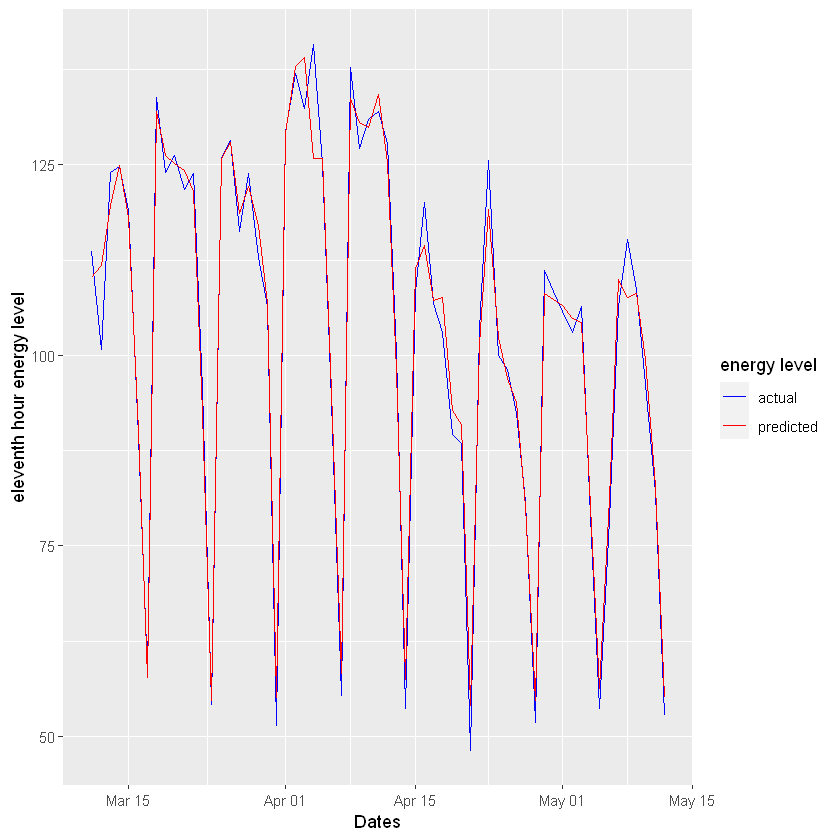 125
100
75
50
eleventh hour energy level
Mar 15
Apr 01
Apr 15
May 01
May 15
Dates
energy level
actual
predicted